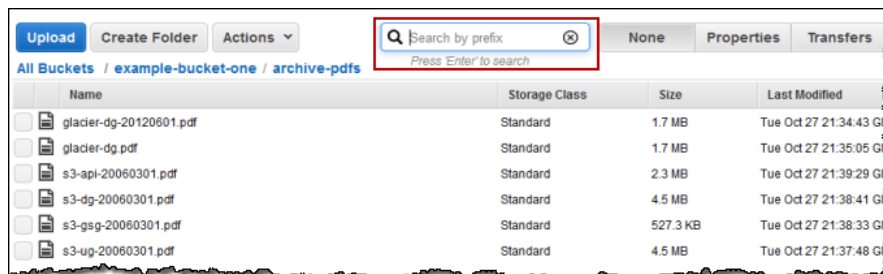 Upload Create Folder Actions Search by prefix None Properties Transfers
Press 'Enter' to search
All Buckets / example-bucket-one / archive-pdfs
Name Storage Class Size Last Modified
glacier-dg-20120601.pdf Standard 1.7 MB Tue Oct 27 21:34:43
glacier-dg.pdf Standard 1.7 MB Tue Oct 27 21:35:05
s3-api-20060301.pdf Standard 2.3 MB Tue Oct 27 21:39:29
s3-dg-20060301.pdf Standard 4.5 MB Tue Oct 27 21:38:41
s3-gsg-20060301.pdf Standard 527.3 KB Tue Oct 27 21:38:33
s3-ug-20060301.pdf Standard 4.5 MB Tue Oct 27 21:37:48